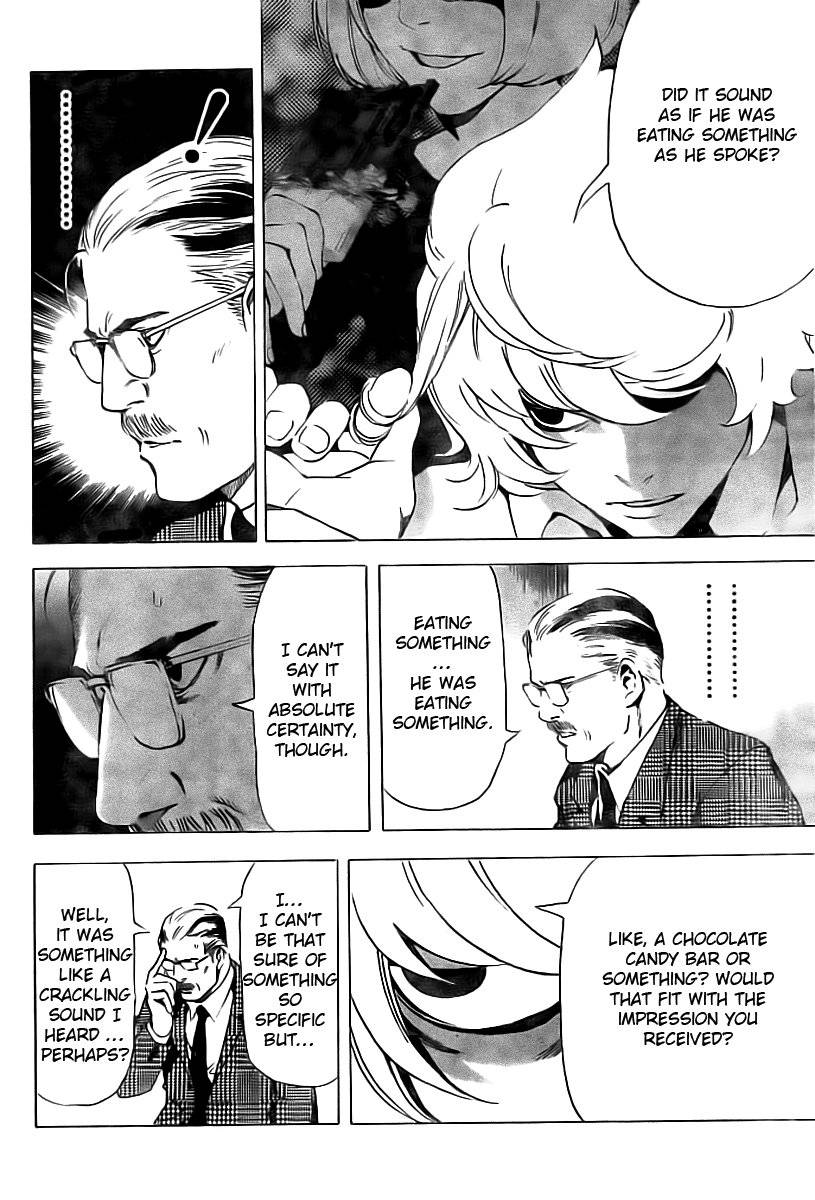 DID IT SOUND
AS IF HE WAS
EATING SOMETHING
AS HE SPOKE?
EATING
SOMETHING
...
HE WAS
EATING
SOMETHING.
I CAN'T
SAY IT
WITH
ABSOLUTE
CERTAINTY,
THOUGH.
LIKE, A CHOCOLATE
CANDY BAR OR
SOMETHING? WOULD
THAT FIT WITH THE
IMPRESSION YOU
RECEIVED?
I...
I CAN'T
BE THAT
SURE OF
SOMETHING
SO
SPECIFIC
BUT...
WELL,
IT WAS
SOMETHING
LIKE A
CRACKLING
SOUND I
HEARD ...
PERHAPS?